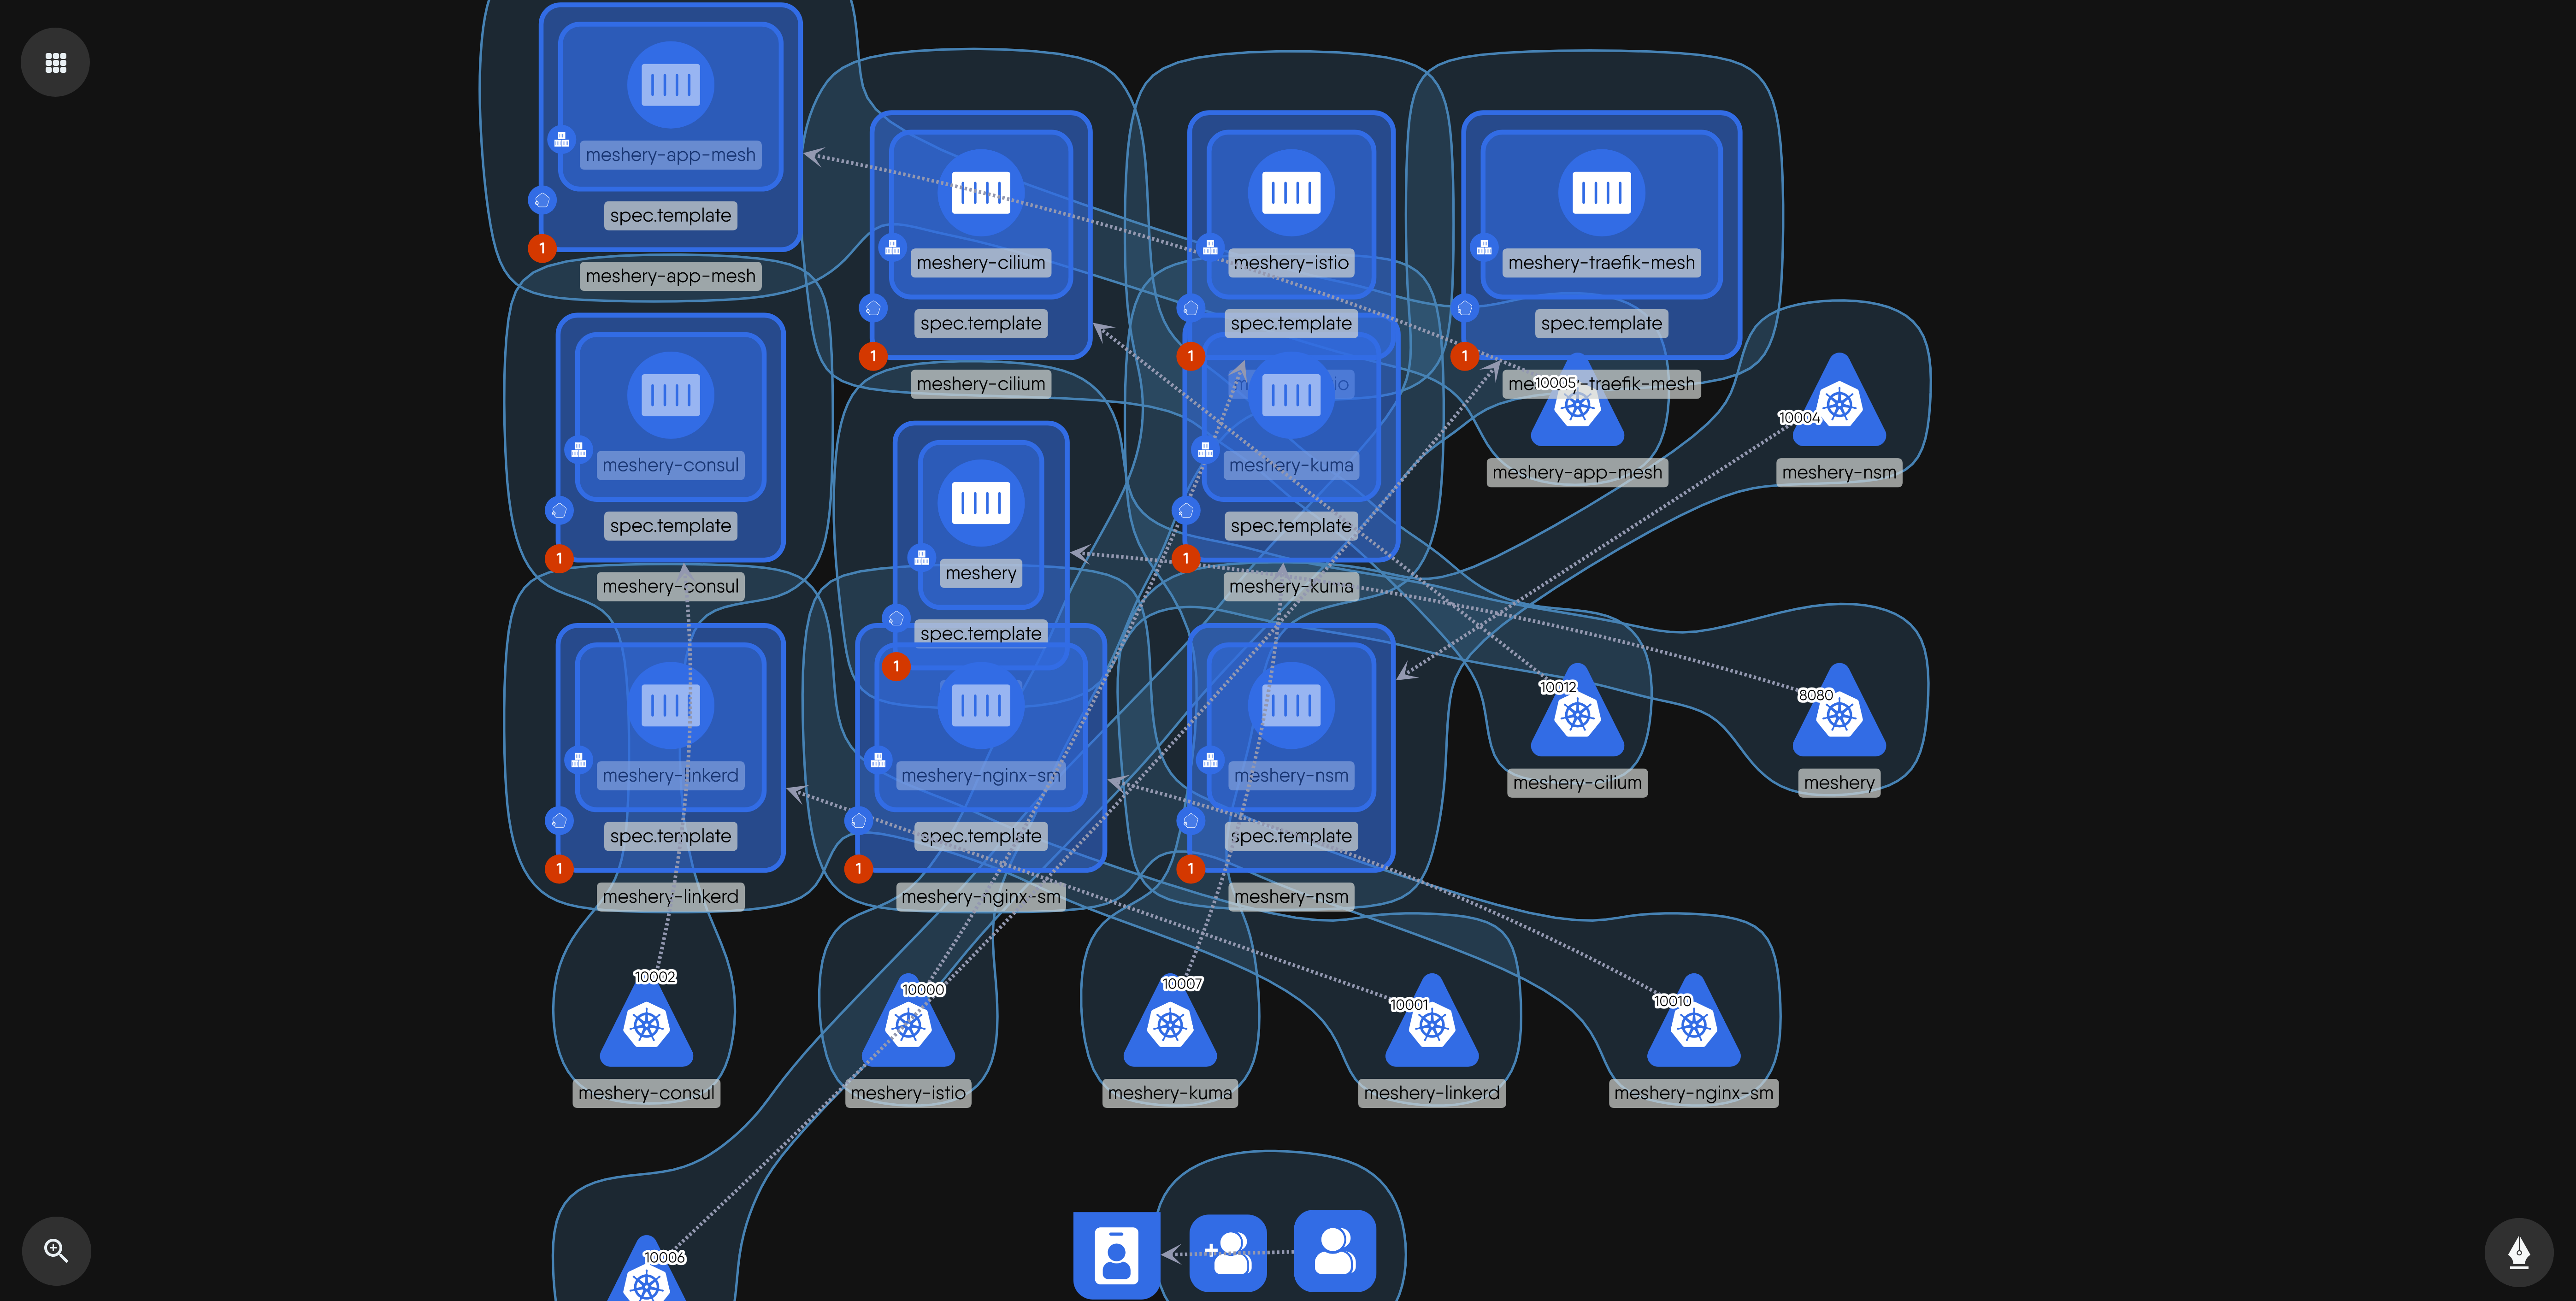 meshery-app-mesh
spec.template
1
meshery-app-mesh
meshery-cilium
spec.template
1
meshery-cilium
meshery-istio
spec.template
1
meshery-traefik-mesh
spec.template
1
meshery-consul
spec.template
1
meshery-consul
meshery
spec.template
1
meshery-kuma
spec.template
1
meshery-kuma
10005
meshery-app-mesh
10004
meshery-nsm
meshery-linkerd
spec.template
1
meshery-linkerd
meshery-nginx-sm
spec.template
1
meshery-nginx-sm
meshery-nsm
spec.template
1
meshery-nsm
10012
meshery-cilium
8080
meshery
10002
meshery-consul
10000
meshery-istio
10007
meshery-kuma
10001
meshery-linkerd
10010
meshery-nginx-sm
10006